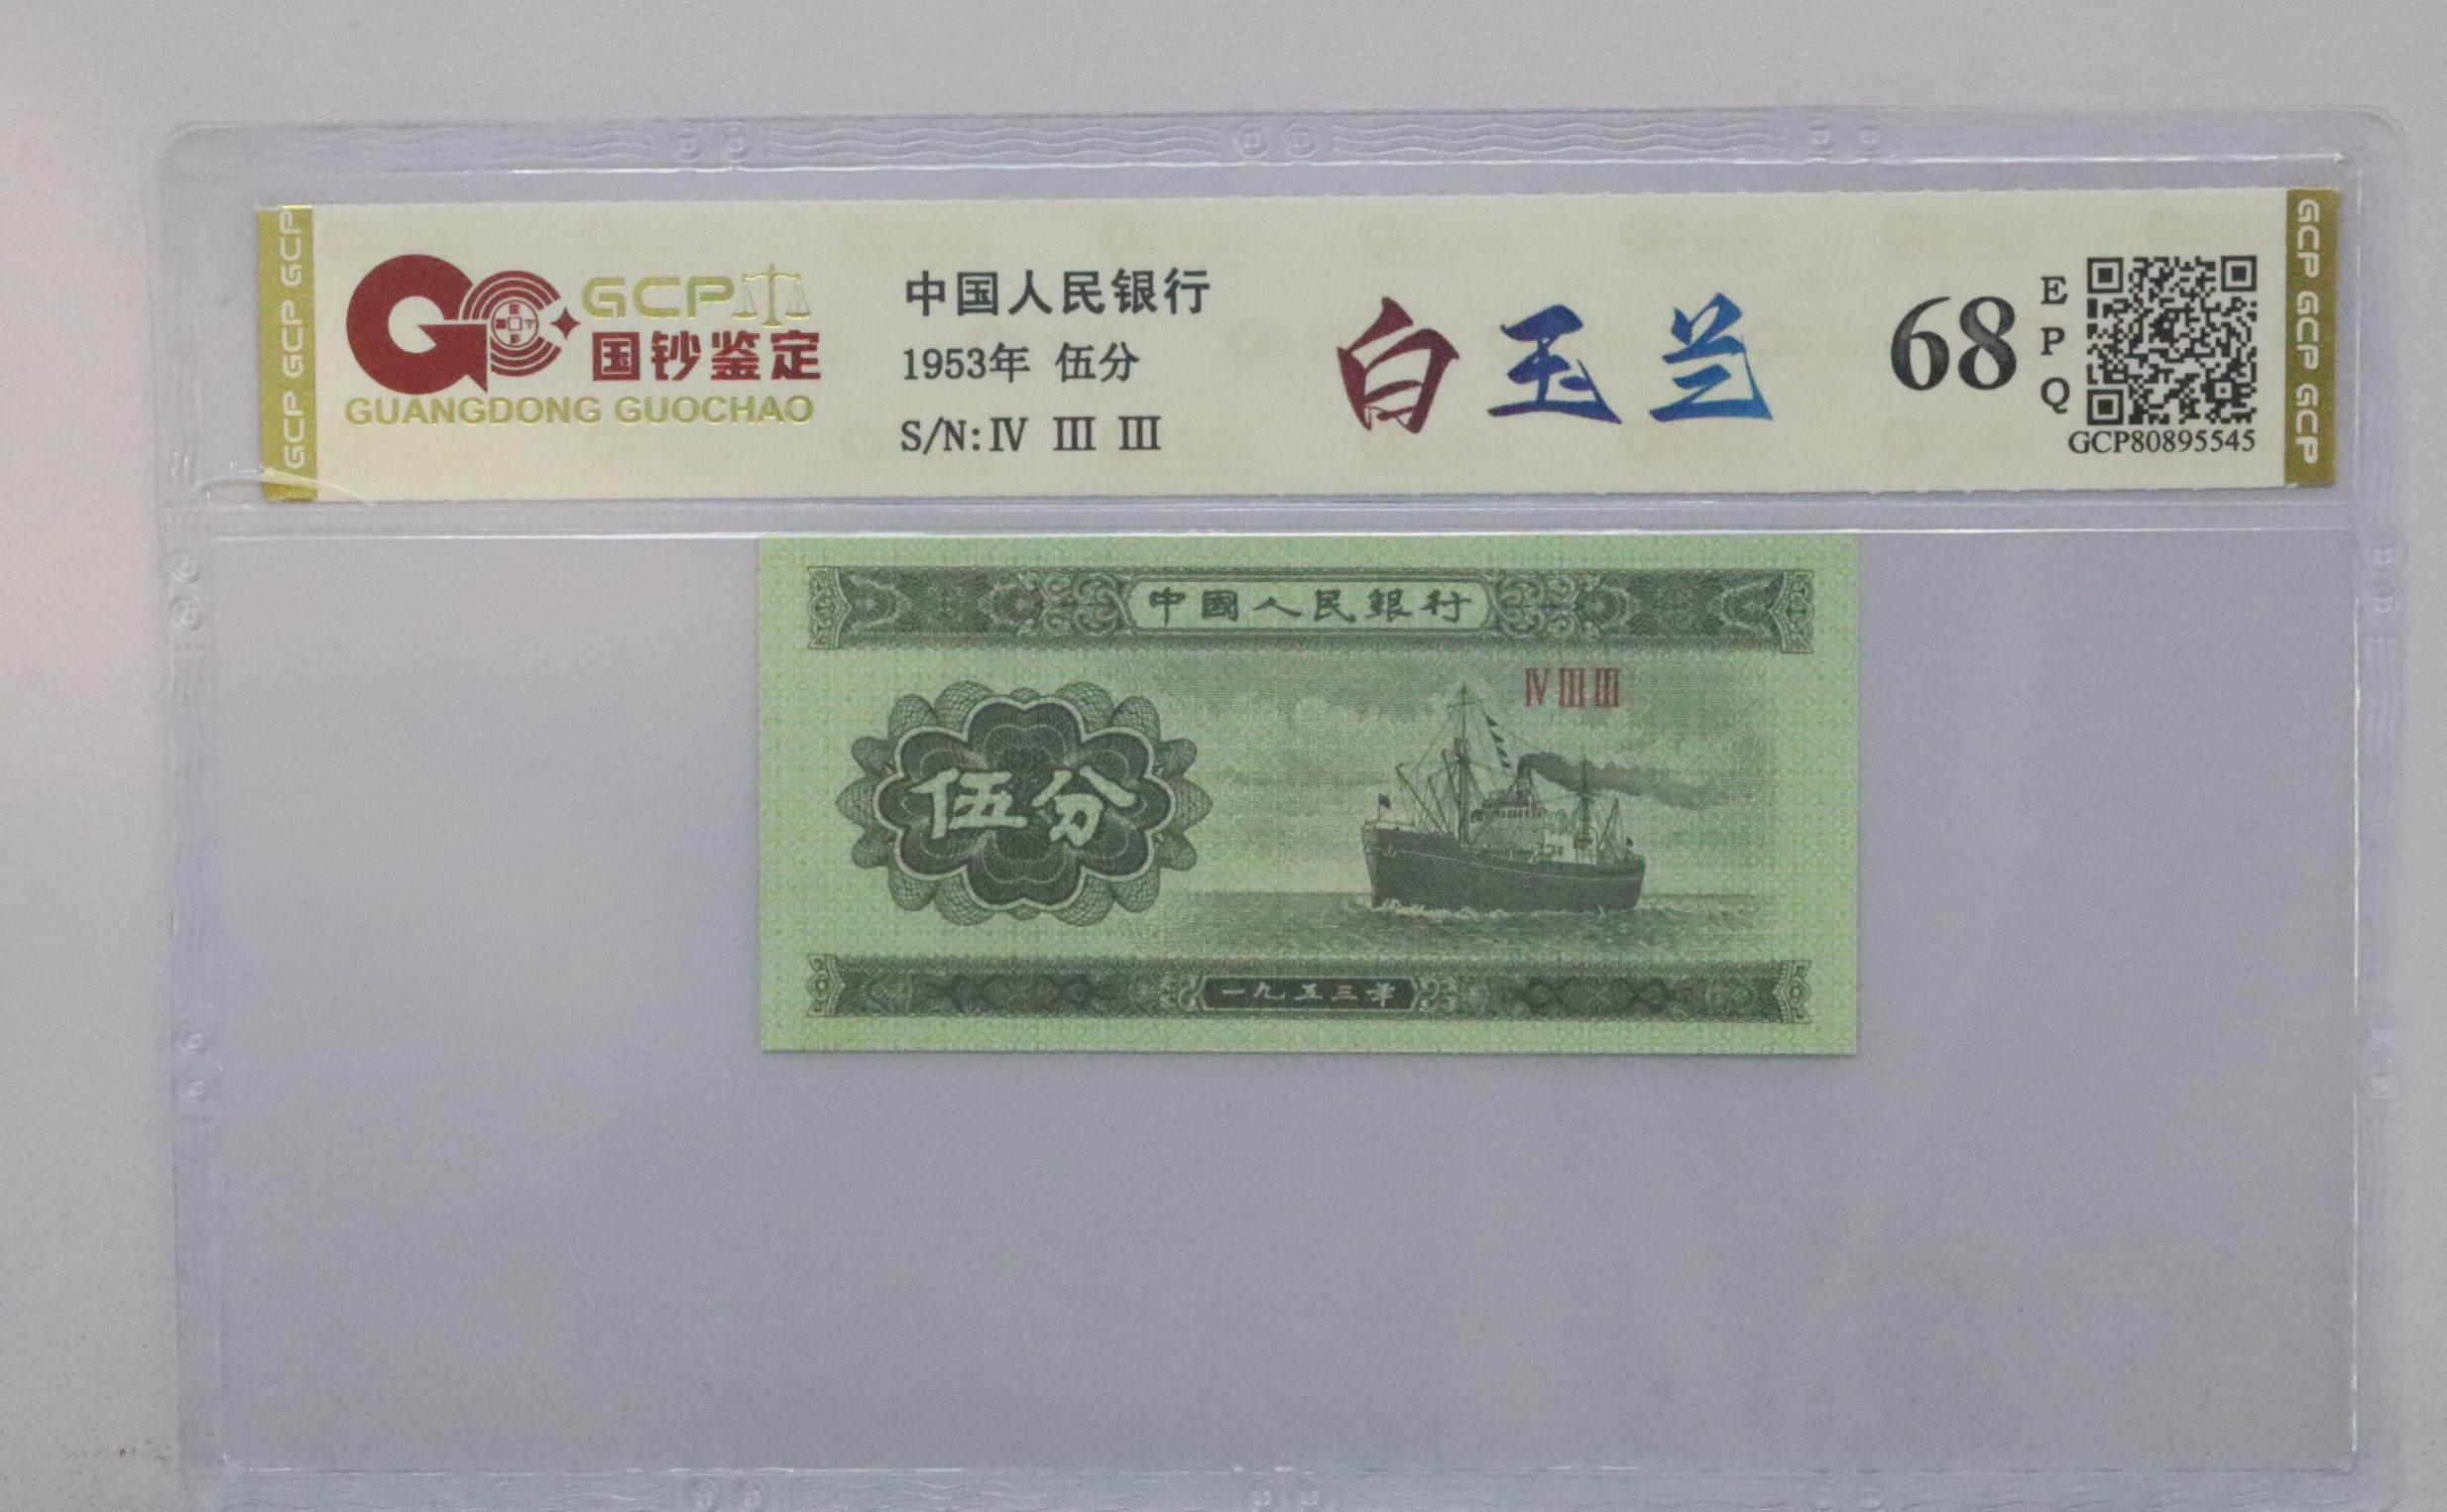 GCP GCP GCP
GCP
国钞鉴定
GUANGDONG GUOCHAO
中国人民银行
1953年 伍分
S/N: Ⅳ Ⅲ Ⅲ
白玉兰
68
E
P
Q
GCP80895545
GCP GCP GCP
中國人民銀行
Ⅳ Ⅲ Ⅲ
伍分
一九五三年